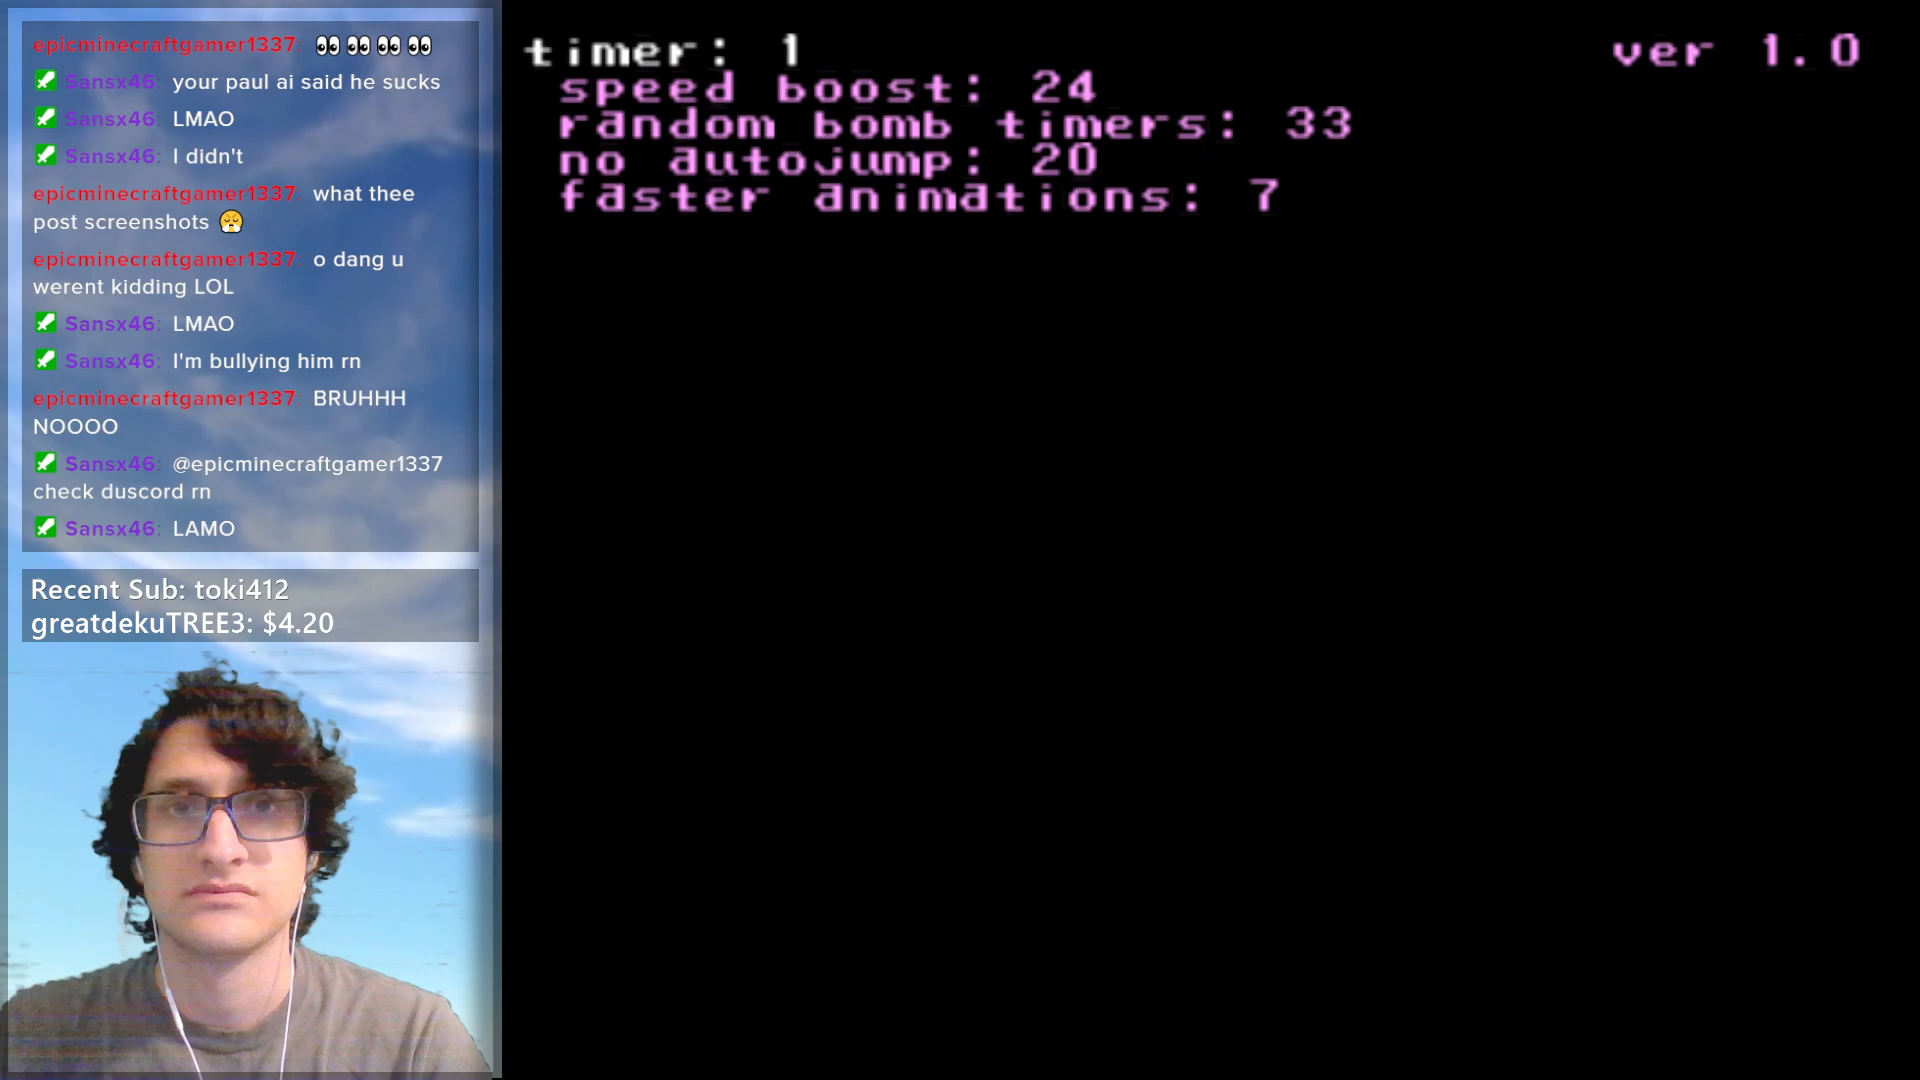 epicminecraftgamer1337: 👀 👀 👀 👀
Sansx46: your paul ai said he sucks
Sansx46: LMAO
Sansx46: I didn't
epicminecraftgamer1337: what thee
post screenshots 😤
epicminecraftgamer1337: o dang u
werent kidding LOL
Sansx46: LMAO
Sansx46: I'm bullying him rn
epicminecraftgamer1337: BRUHHH
NOOOO
Sansx46: @epicminecraftgamer1337
check duscord rn
Sansx46: LAMO
Recent Sub: toki412
greatdekuTREE3: $4.20
timer: 1
ver 1.0
speed boost: 24
random bomb timers: 33
no autojump: 20
faster animations: 7